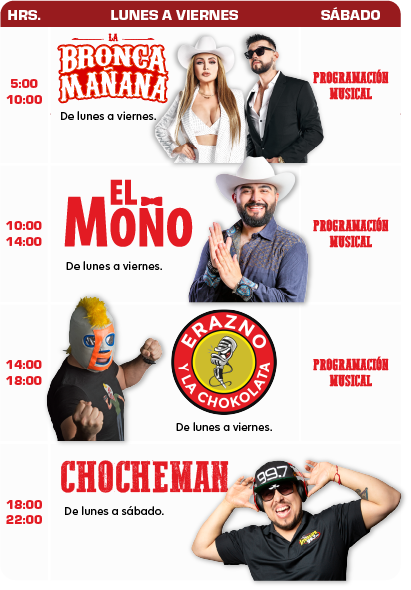 HRS.
LUNES A VIERNES
SÁBADO
5:00
10:00
LA
BRONCA
MAÑANA
De lunes a viernes.
PROGRAMACIÓN
MUSICAL
10:00
14:00
EL
MOÑO
De lunes a viernes.
PROGRAMACIÓN
MUSICAL
14:00
18:00
ERAZNO
Y LA CHOKOLATA
De lunes a viernes.
PROGRAMACIÓN
MUSICAL
18:00
22:00
CHOCHEMAN
De lunes a sábado.
99.7